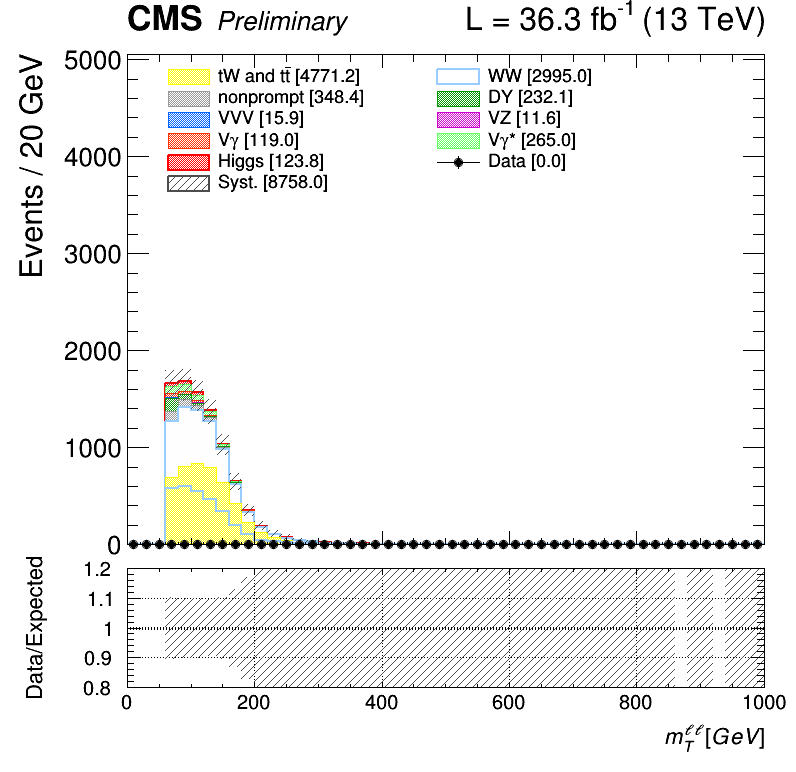 CMS Preliminary L = 36.3 fb⁻¹ (13 TeV)
Events / 20 GeV
5000
4000
3000
2000
1000
0
tW and tt̄ [4771.2]
nonprompt [348.4]
VVV [15.9]
Vγ [119.0]
Higgs [123.8]
Syst. [8758.0]
WW [2995.0]
DY [232.1]
VZ [11.6]
Vγ* [265.0]
Data [0.0]
Data/Expected
1.2
1.1
1
0.9
0.8
0 200 400 600 800 1000
m_T^ℓℓ [GeV]